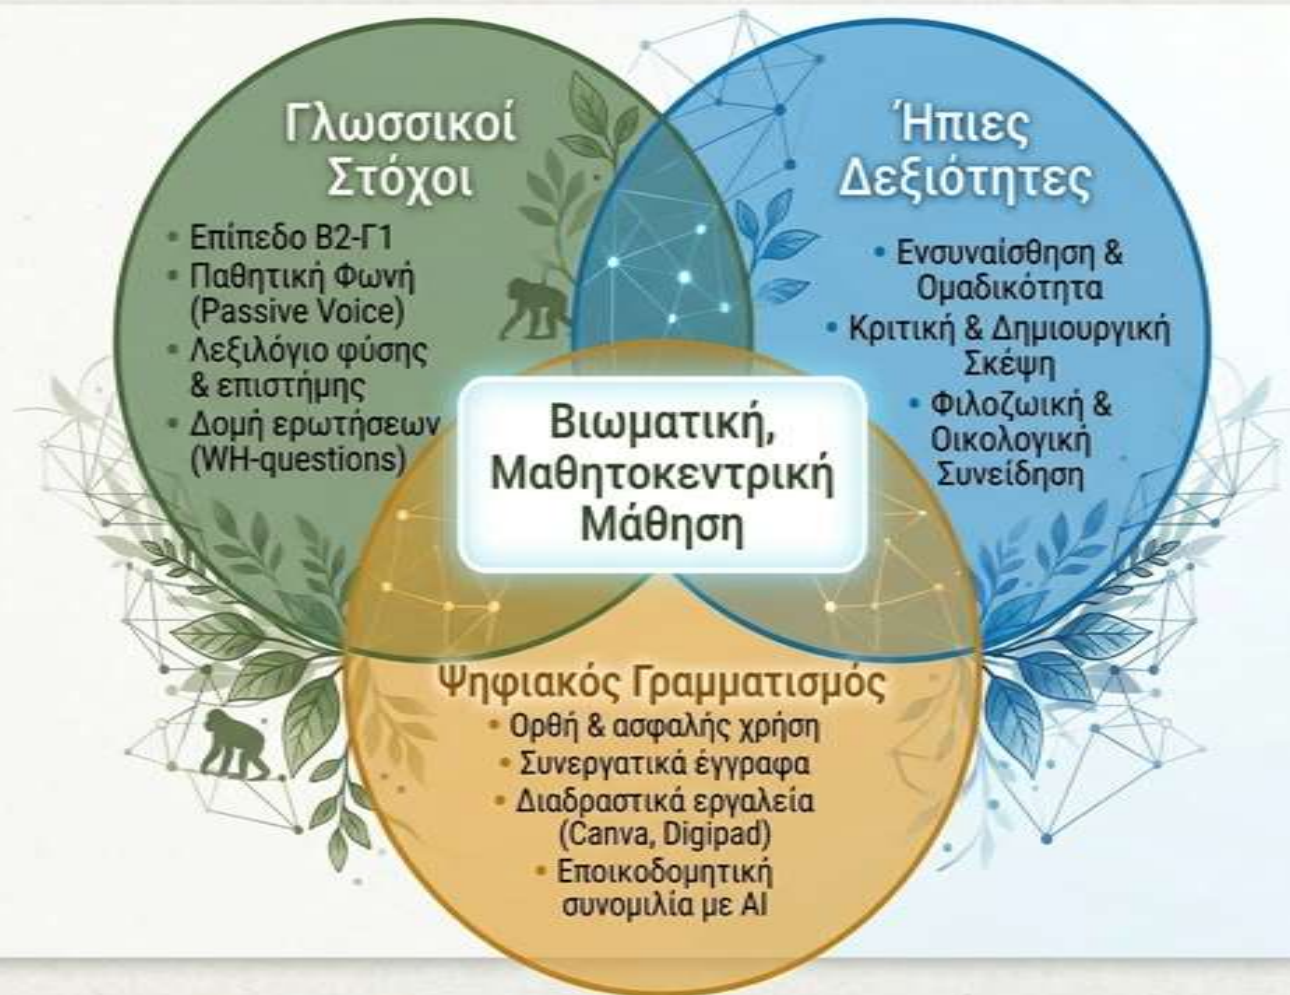 Γλωσσικοί
Στόχοι
• Επίπεδο Β2-Γ1
• Παθητική Φωνή
(Passive Voice)
• Λεξιλόγιο φύσης
& επιστήμης
• Δομή ερωτήσεων
(WH-questions)
Ήπιες
Δεξιότητες
• Ενσυναίσθηση &
Ομαδικότητα
• Κριτική & Δημιουργική
Σκέψη
• Φιλοζωική &
Οικολογική
Συνείδηση
Βιωματική,
Μαθητοκεντρική
Μάθηση
Ψηφιακός Γραμματισμός
• Ορθή & ασφαλής χρήση
• Συνεργατικά έγγραφα
• Διαδραστικά εργαλεία
(Canva, Digipad)
• Εποικοδομητική
συνομιλία με AI